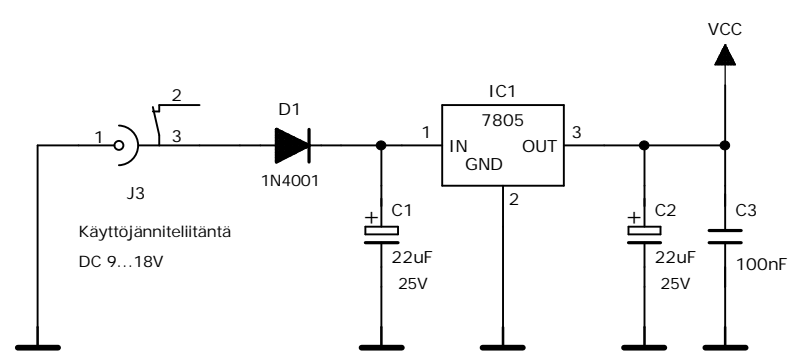 VCC
IC1
7805
D1
2
1
3
1
IN
OUT
3
GND
J3
1N4001
2
Käyttöjänniteliitäntä
DC 9...18V
+
C1
22uF
25V
+
C2
22uF
25V
C3
100nF